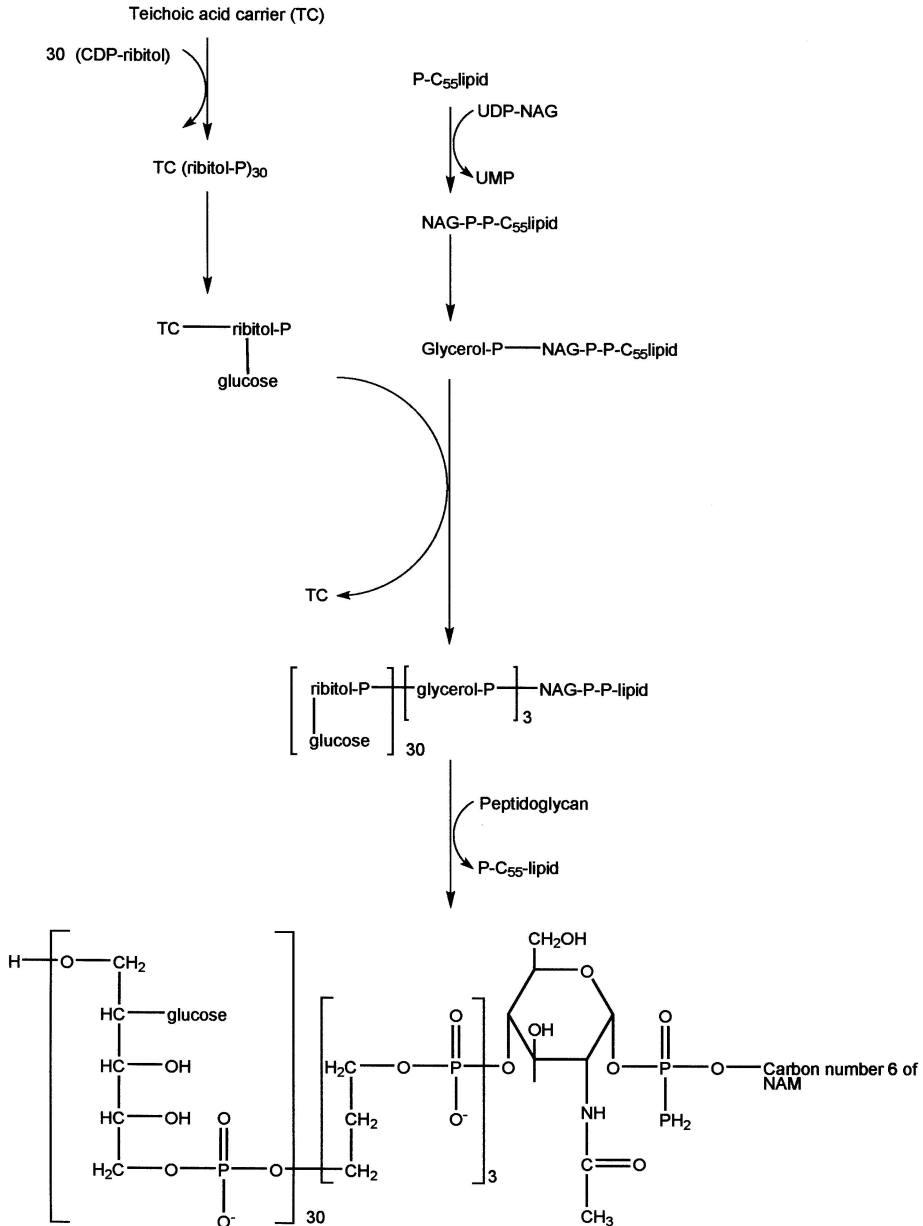 Teichoic acid carrier (TC)
30 (CDP-ribitol)
P-C55lipid
UDP-NAG
TC (ribitol-P)30
UMP
NAG-P-P-C55lipid
TC ribitol-P
Glycerol-P NAG-P-P-C55lipid
glucose
TC
ribitol-P glycerol-P NAG-P-P-lipid
3
glucose
30
Peptidoglycan
P-C55-lipid
CH2OH
H O CH2
O
HC glucose
O
OH
O
HC OH
H2C O P O
O P O Carbon number 6 of
NAM
HC OH
O
CH2
O-
NH
PH2
H2C O P O
CH2
3
C O
O-
30
CH3